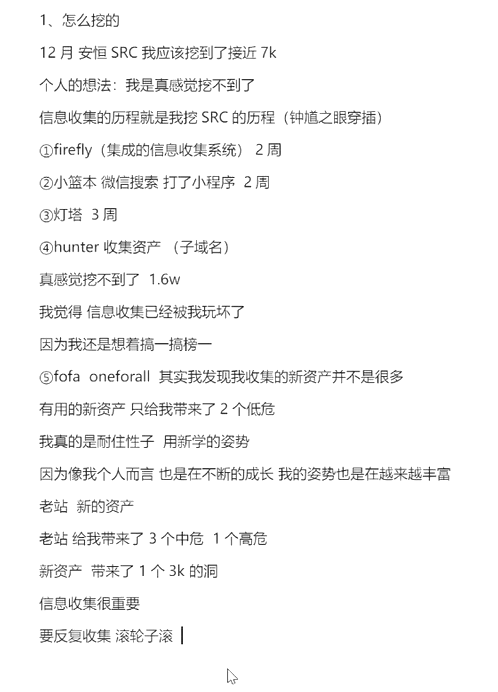 1、怎么挖的
12 月 安恒 SRC 我应该挖到了接近 7k
个人的想法：我是真感觉挖不到了
信息收集的历程就是我挖 SRC 的历程（钟馗之眼穿插）
①firefly（集成的信息收集系统） 2 周
②小篮本 微信搜索 打了小程序 2 周
③灯塔 3 周
④hunter 收集资产 （子域名）
真感觉挖不到了 1.6w
我觉得 信息收集已经被我玩坏了
因为我还是想着搞一搞榜一
⑤fofa oneforall 其实我发现我收集的新资产并不是很多
有用的新资产 只给我带来了 2 个低危
我真的是耐住性子 用新学的姿势
因为像我个人而言 也是在不断的成长 我的姿势也是在越来越丰富
老站 新的资产
老站 给我带来了 3 个中危 1 个高危
新资产 带来了 1 个 3k 的洞
信息收集很重要
要反复收集 滚轮子滚